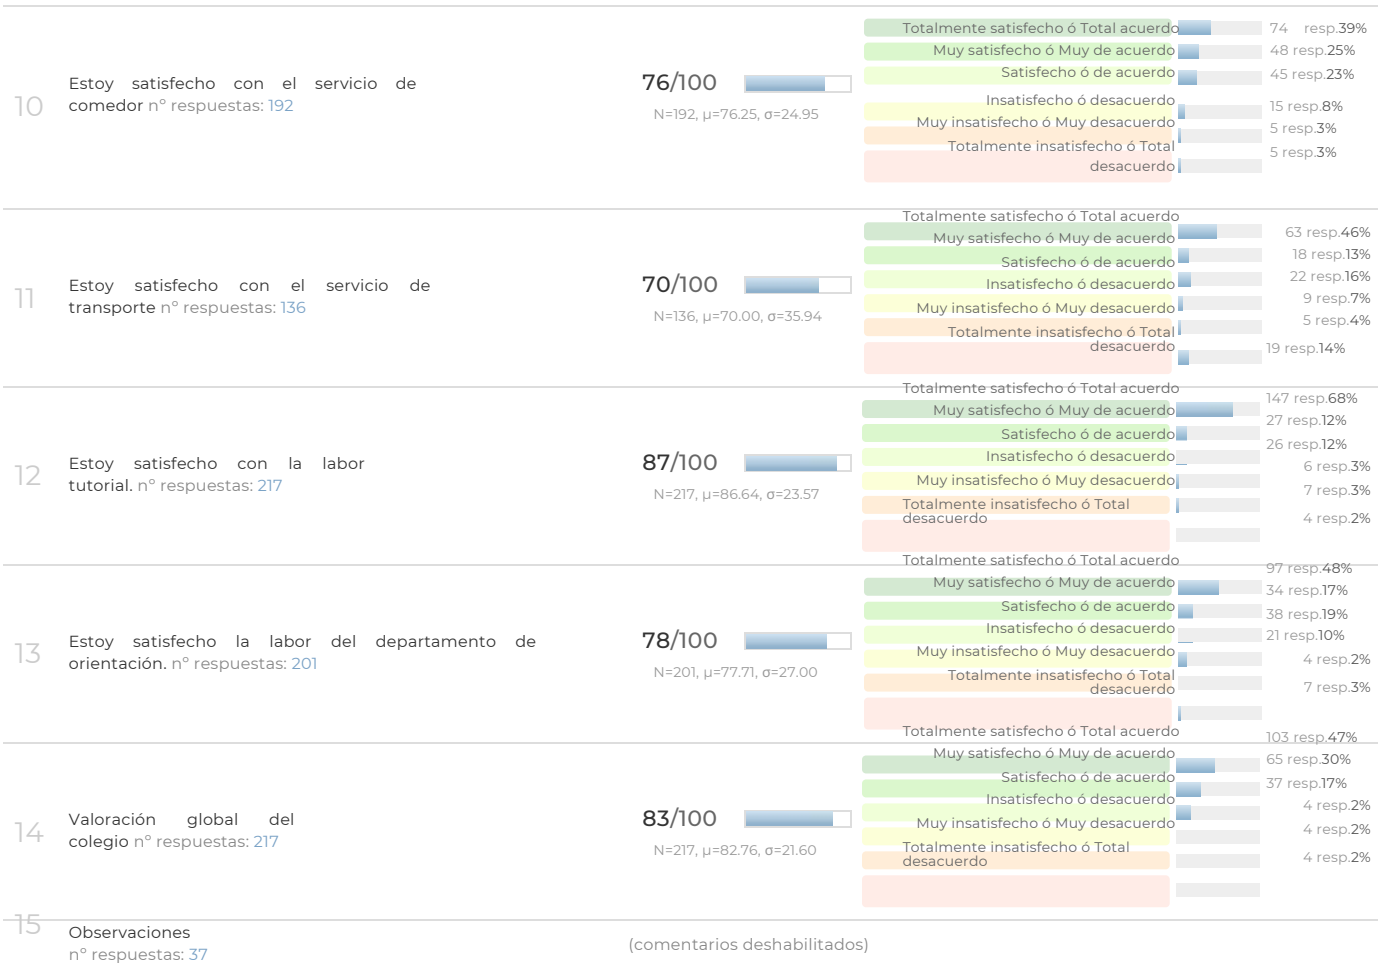 10
Estoy satisfecho con el servicio de
comedor nº respuestas: 192
76/100
N=192, µ=76.25, σ=24.95
Totalmente satisfecho ó Total acuerdo 74 resp.39%
Muy satisfecho ó Muy de acuerdo 48 resp.25%
Satisfecho ó de acuerdo 45 resp.23%
Insatisfecho ó desacuerdo 15 resp.8%
Muy insatisfecho ó Muy desacuerdo 5 resp.3%
Totalmente insatisfecho ó Total 5 resp.3%
desacuerdo
11
Estoy satisfecho con el servicio de
transporte nº respuestas: 136
70/100
N=136, µ=70.00, σ=35.94
Totalmente satisfecho ó Total acuerdo 63 resp.46%
Muy satisfecho ó Muy de acuerdo 18 resp.13%
Satisfecho ó de acuerdo 22 resp.16%
Insatisfecho ó desacuerdo 9 resp.7%
Muy insatisfecho ó Muy desacuerdo 5 resp.4%
Totalmente insatisfecho ó Total
desacuerdo 19 resp.14%
12
Estoy satisfecho con la labor
tutorial. nº respuestas: 217
87/100
N=217, µ=86.64, σ=23.57
Totalmente satisfecho ó Total acuerdo 147 resp.68%
Muy satisfecho ó Muy de acuerdo 27 resp.12%
Satisfecho ó de acuerdo 26 resp.12%
Insatisfecho ó desacuerdo 6 resp.3%
Muy insatisfecho ó Muy desacuerdo 7 resp.3%
Totalmente insatisfecho ó Total
desacuerdo 4 resp.2%
13
Estoy satisfecho la labor del departamento de
orientación. nº respuestas: 201
78/100
N=201, µ=77.71, σ=27.00
Totalmente satisfecho ó Total acuerdo 97 resp.48%
Muy satisfecho ó Muy de acuerdo 34 resp.17%
Satisfecho ó de acuerdo 38 resp.19%
Insatisfecho ó desacuerdo 21 resp.10%
Muy insatisfecho ó Muy desacuerdo 4 resp.2%
Totalmente insatisfecho ó Total
desacuerdo 7 resp.3%
14
Valoración global del
colegio nº respuestas: 217
83/100
N=217, µ=82.76, σ=21.60
Totalmente satisfecho ó Total acuerdo 103 resp.47%
Muy satisfecho ó Muy de acuerdo 65 resp.30%
Satisfecho ó de acuerdo 37 resp.17%
Insatisfecho ó desacuerdo 4 resp.2%
Muy insatisfecho ó Muy desacuerdo 4 resp.2%
Totalmente insatisfecho ó Total
desacuerdo 4 resp.2%
15
Observaciones
nº respuestas: 37
(comentarios deshabilitados)